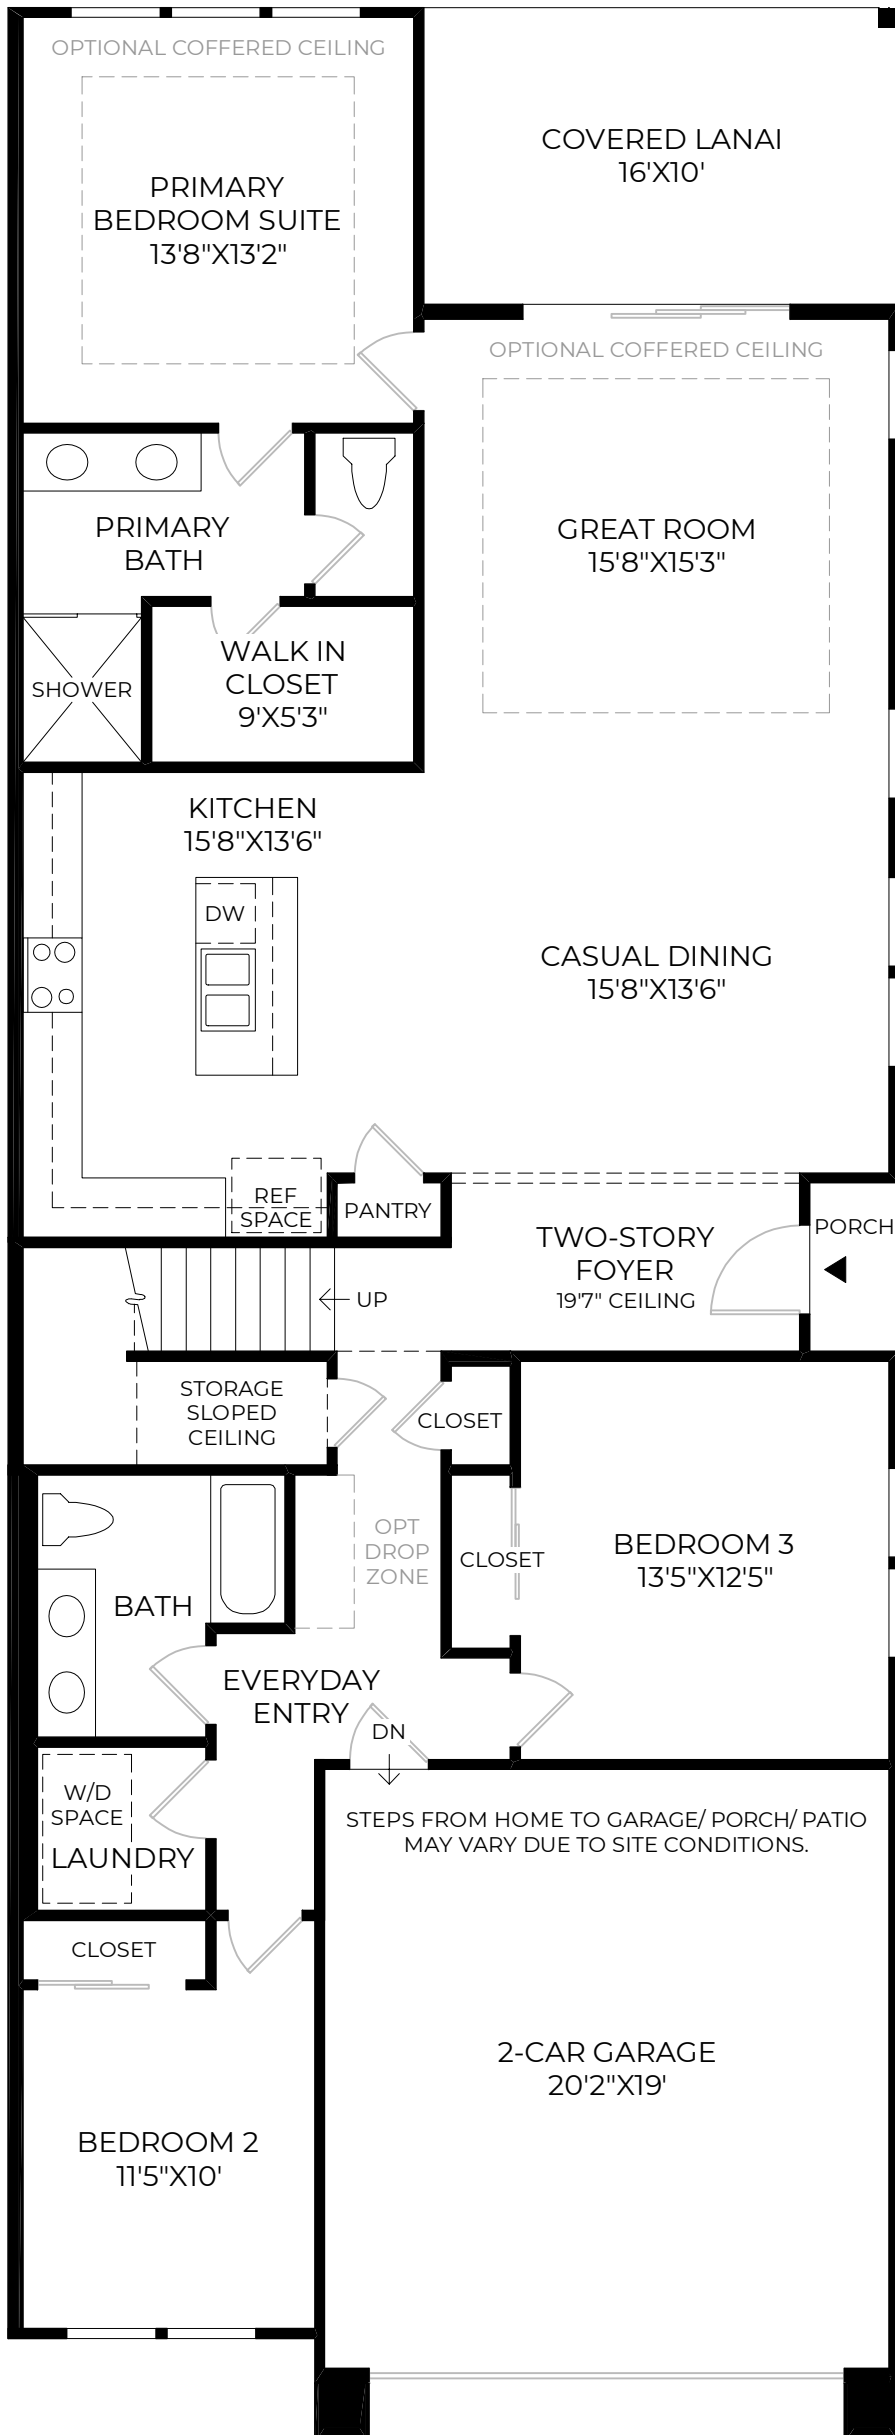 OPTIONAL COFFERED CEILING
PRIMARY
BEDROOM SUITE
13'8"X13'2"
COVERED LANAI
16'X10'
OPTIONAL COFFERED CEILING
GREAT ROOM
15'8"X15'3"
PRIMARY
BATH
SHOWER
WALK IN
CLOSET
9'X5'3"
KITCHEN
15'8"X13'6"
DW
CASUAL DINING
15'8"X13'6"
REF
SPACE
PANTRY
TWO-STORY
FOYER
19'7" CEILING
PORCH
UP
STORAGE
SLOPED
CEILING
CLOSET
OPT
DROP
ZONE
CLOSET
BEDROOM 3
13'5"X12'5"
BATH
EVERYDAY
ENTRY
DN
W/D
SPACE
LAUNDRY
STEPS FROM HOME TO GARAGE/ PORCH/ PATIO
MAY VARY DUE TO SITE CONDITIONS.
CLOSET
2-CAR GARAGE
20'2"X19'
BEDROOM 2
11'5"X10'